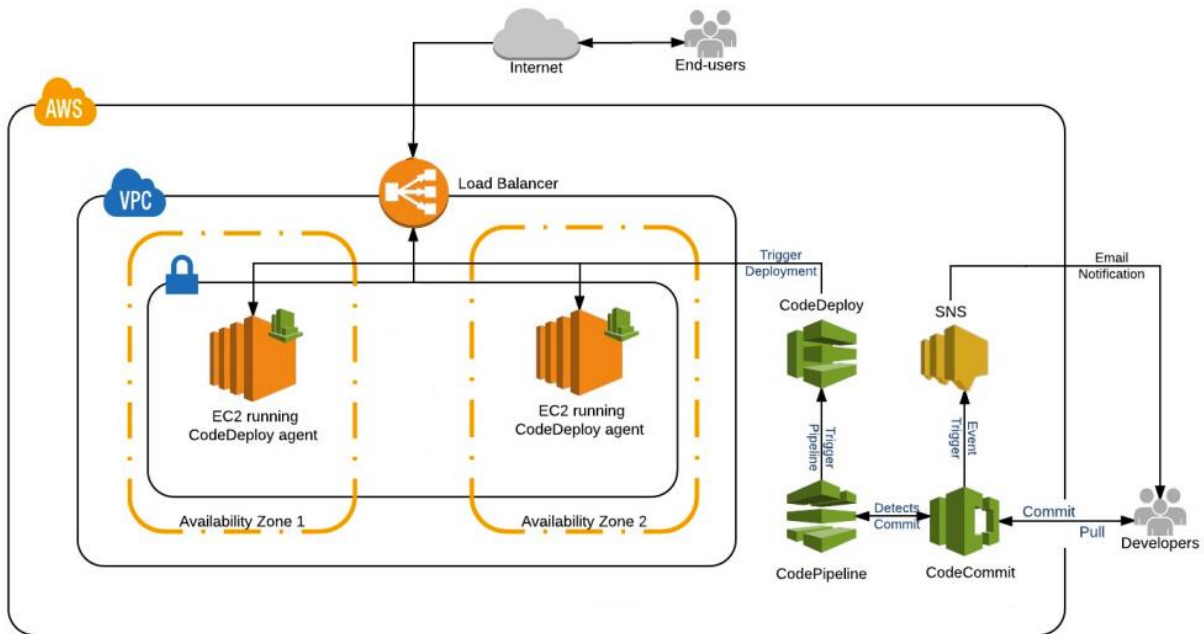 Internet
End-users
AWS
VPC
Load Balancer
Trigger
Deployment
Email
Notification
CodeDeploy
SNS
EC2 running
CodeDeploy agent
EC2 running
CodeDeploy agent
Trigger
Pipeline
Event
Trigger
Availability Zone 1
Availability Zone 2
Detects
Commit
Commit
Pull
Developers
CodePipeline
CodeCommit